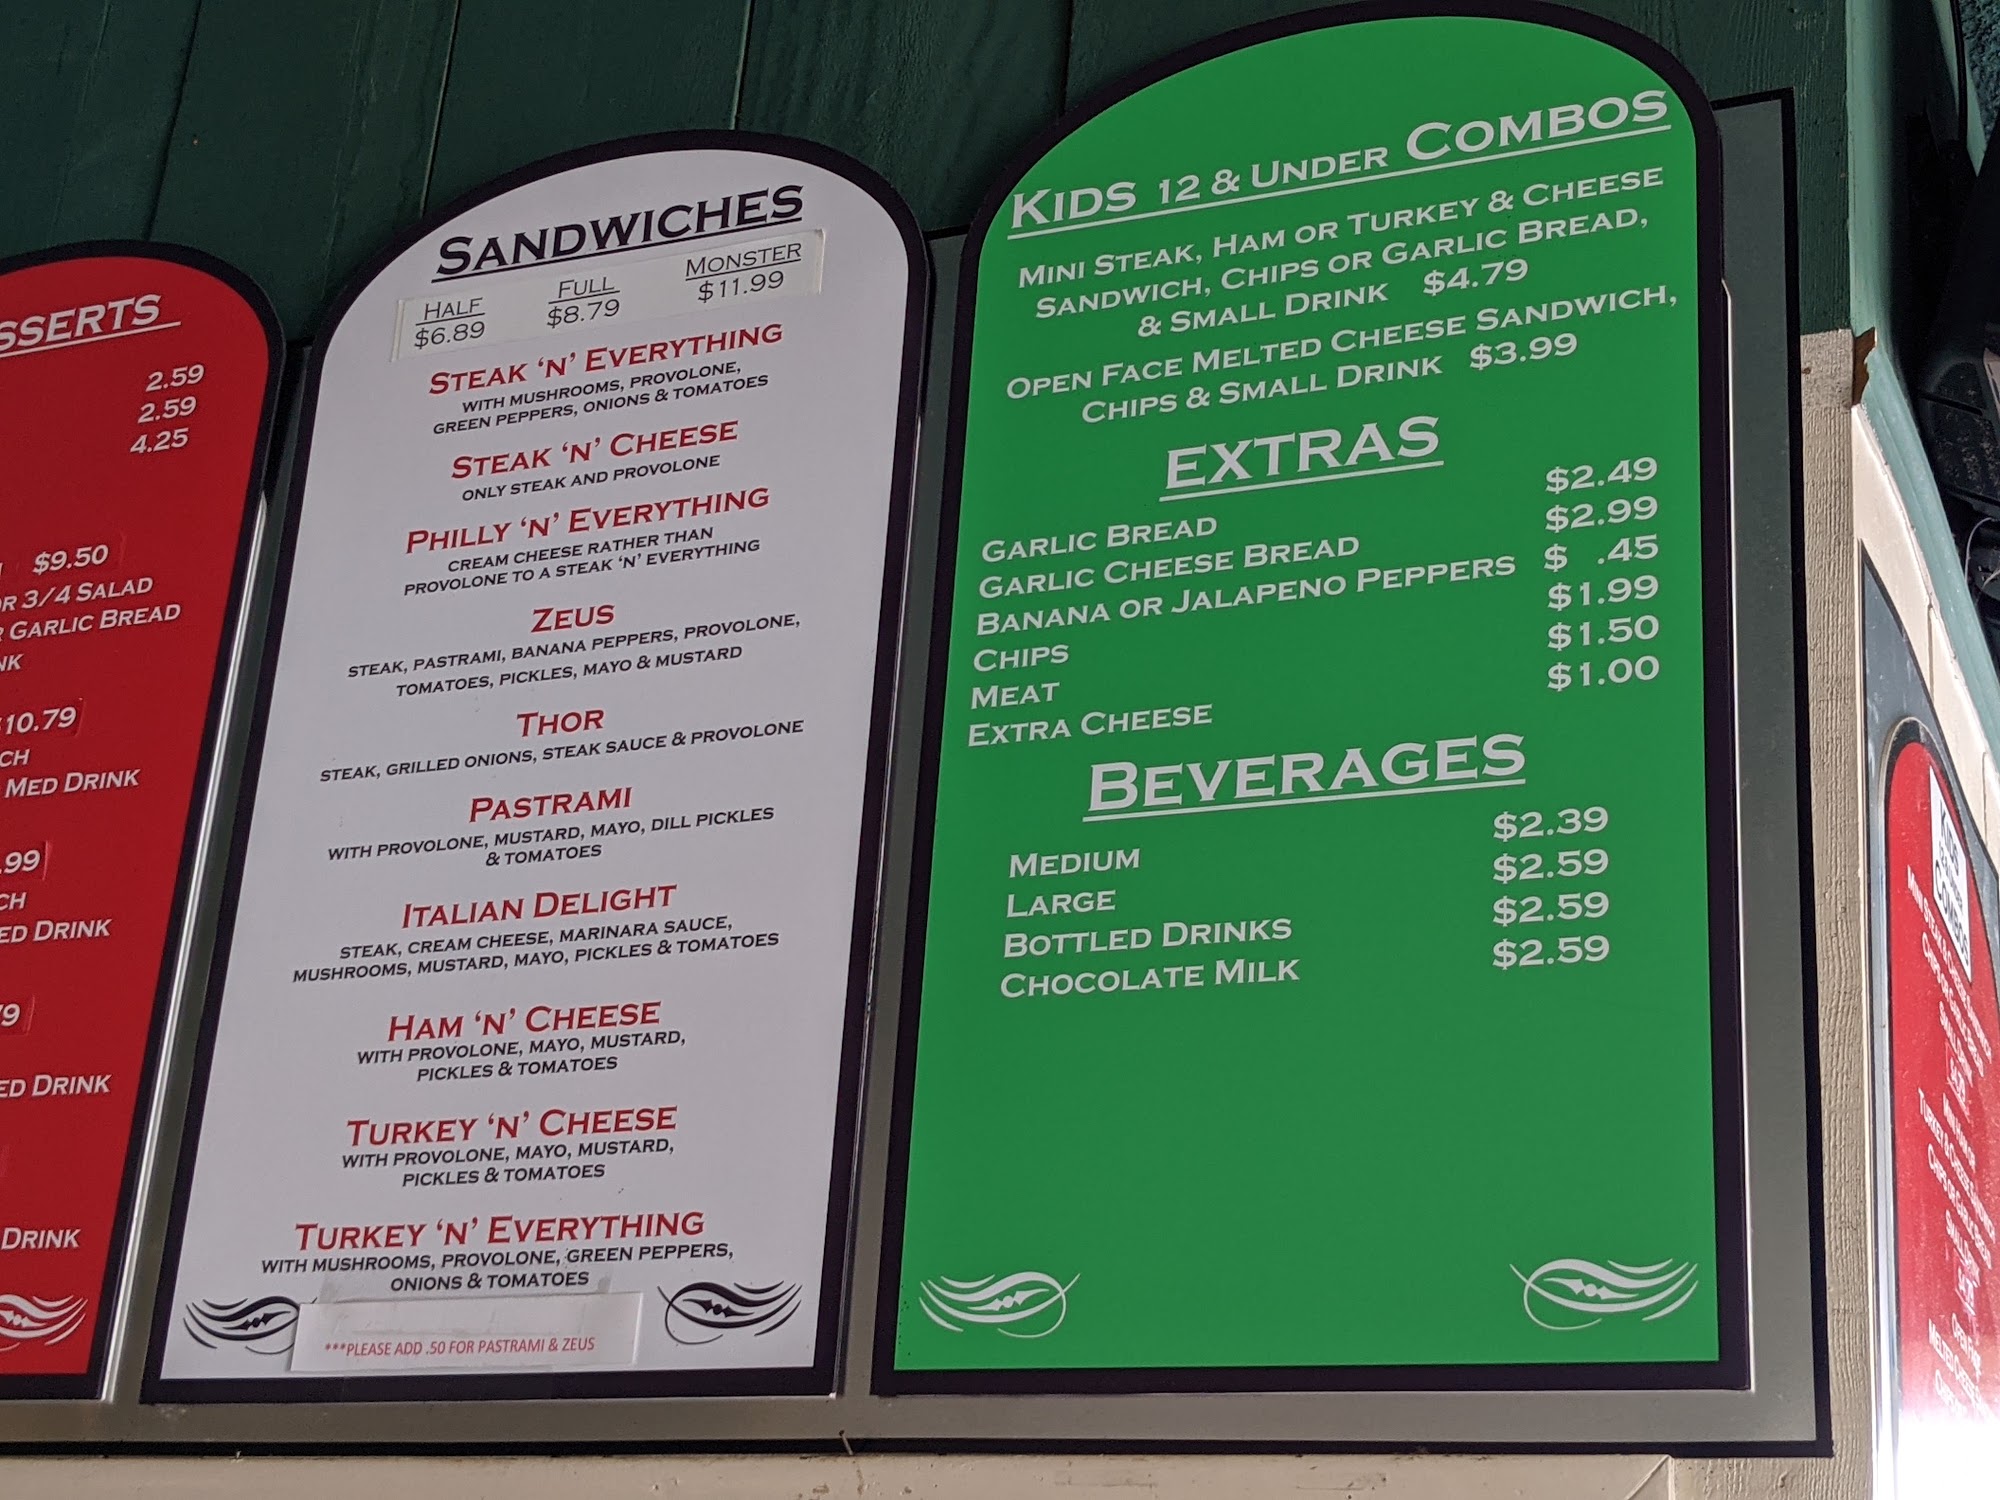 SSERTS
2.59
2.59
4.25
$9.50
OR 3/4 SALAD
GARLIC BREAD
NK
10.79
CH
MED DRINK
.99
CH
ED DRINK
79
ED DRINK
DRINK
SANDWICHES
HALF FULL MONSTER
$6.89 $8.79 $11.99
STEAK ‘N’ EVERYTHING
WITH MUSHROOMS, PROVOLONE,
GREEN PEPPERS, ONIONS & TOMATOES
STEAK ‘N’ CHEESE
ONLY STEAK AND PROVOLONE
PHILLY ‘N’ EVERYTHING
CREAM CHEESE RATHER THAN
PROVOLONE TO A STEAK ‘N’ EVERYTHING
ZEUS
STEAK, PASTRAMI, BANANA PEPPERS, PROVOLONE,
TOMATOES, PICKLES, MAYO & MUSTARD
THOR
STEAK, GRILLED ONIONS, STEAK SAUCE & PROVOLONE
PASTRAMI
WITH PROVOLONE, MUSTARD, MAYO, DILL PICKLES
& TOMATOES
ITALIAN DELIGHT
STEAK, CREAM CHEESE, MARINARA SAUCE,
MUSHROOMS, MUSTARD, MAYO, PICKLES & TOMATOES
HAM ‘N’ CHEESE
WITH PROVOLONE, MAYO, MUSTARD,
PICKLES & TOMATOES
TURKEY ‘N’ CHEESE
WITH PROVOLONE, MAYO, MUSTARD,
PICKLES & TOMATOES
TURKEY ‘N’ EVERYTHING
WITH MUSHROOMS, PROVOLONE, GREEN PEPPERS,
ONIONS & TOMATOES
***PLEASE ADD .50 FOR PASTRAMI & ZEUS
KIDS 12 & UNDER COMBOS
MINI STEAK, HAM OR TURKEY & CHEESE
SANDWICH, CHIPS OR GARLIC BREAD,
& SMALL DRINK $4.79
OPEN FACE MELTED CHEESE SANDWICH,
CHIPS & SMALL DRINK $3.99
EXTRAS
GARLIC BREAD $2.49
GARLIC CHEESE BREAD $2.99
BANANA OR JALAPENO PEPPERS $ .45
CHIPS $1.99
MEAT $1.50
EXTRA CHEESE $1.00
BEVERAGES
MEDIUM $2.39
LARGE $2.59
BOTTLED DRINKS $2.59
CHOCOLATE MILK $2.59